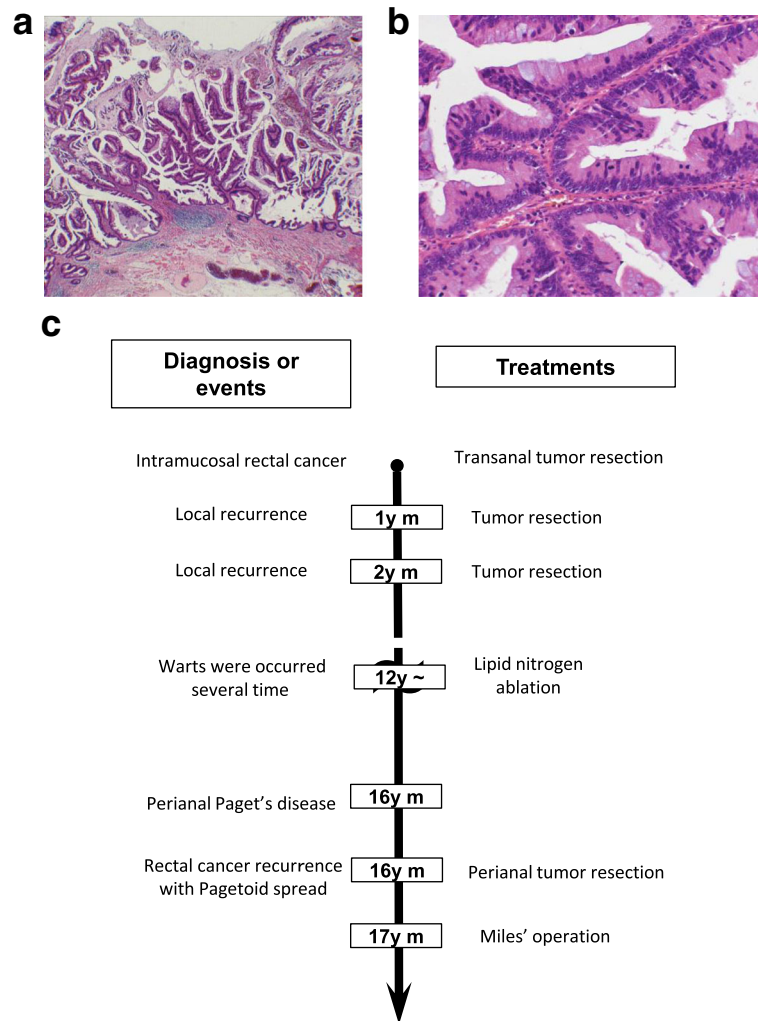 a
b
c
Diagnosis or
events
Treatments
Intramucosal rectal cancer
Transanal tumor resection
Local recurrence
1y m
Tumor resection
Local recurrence
2y m
Tumor resection
Warts were occurred
several time
12y ~
Lipid nitrogen
ablation
Perianal Paget’s disease
16y m
Rectal cancer recurrence
with Pagetoid spread
16y m
Perianal tumor resection
17y m
Miles’ operation